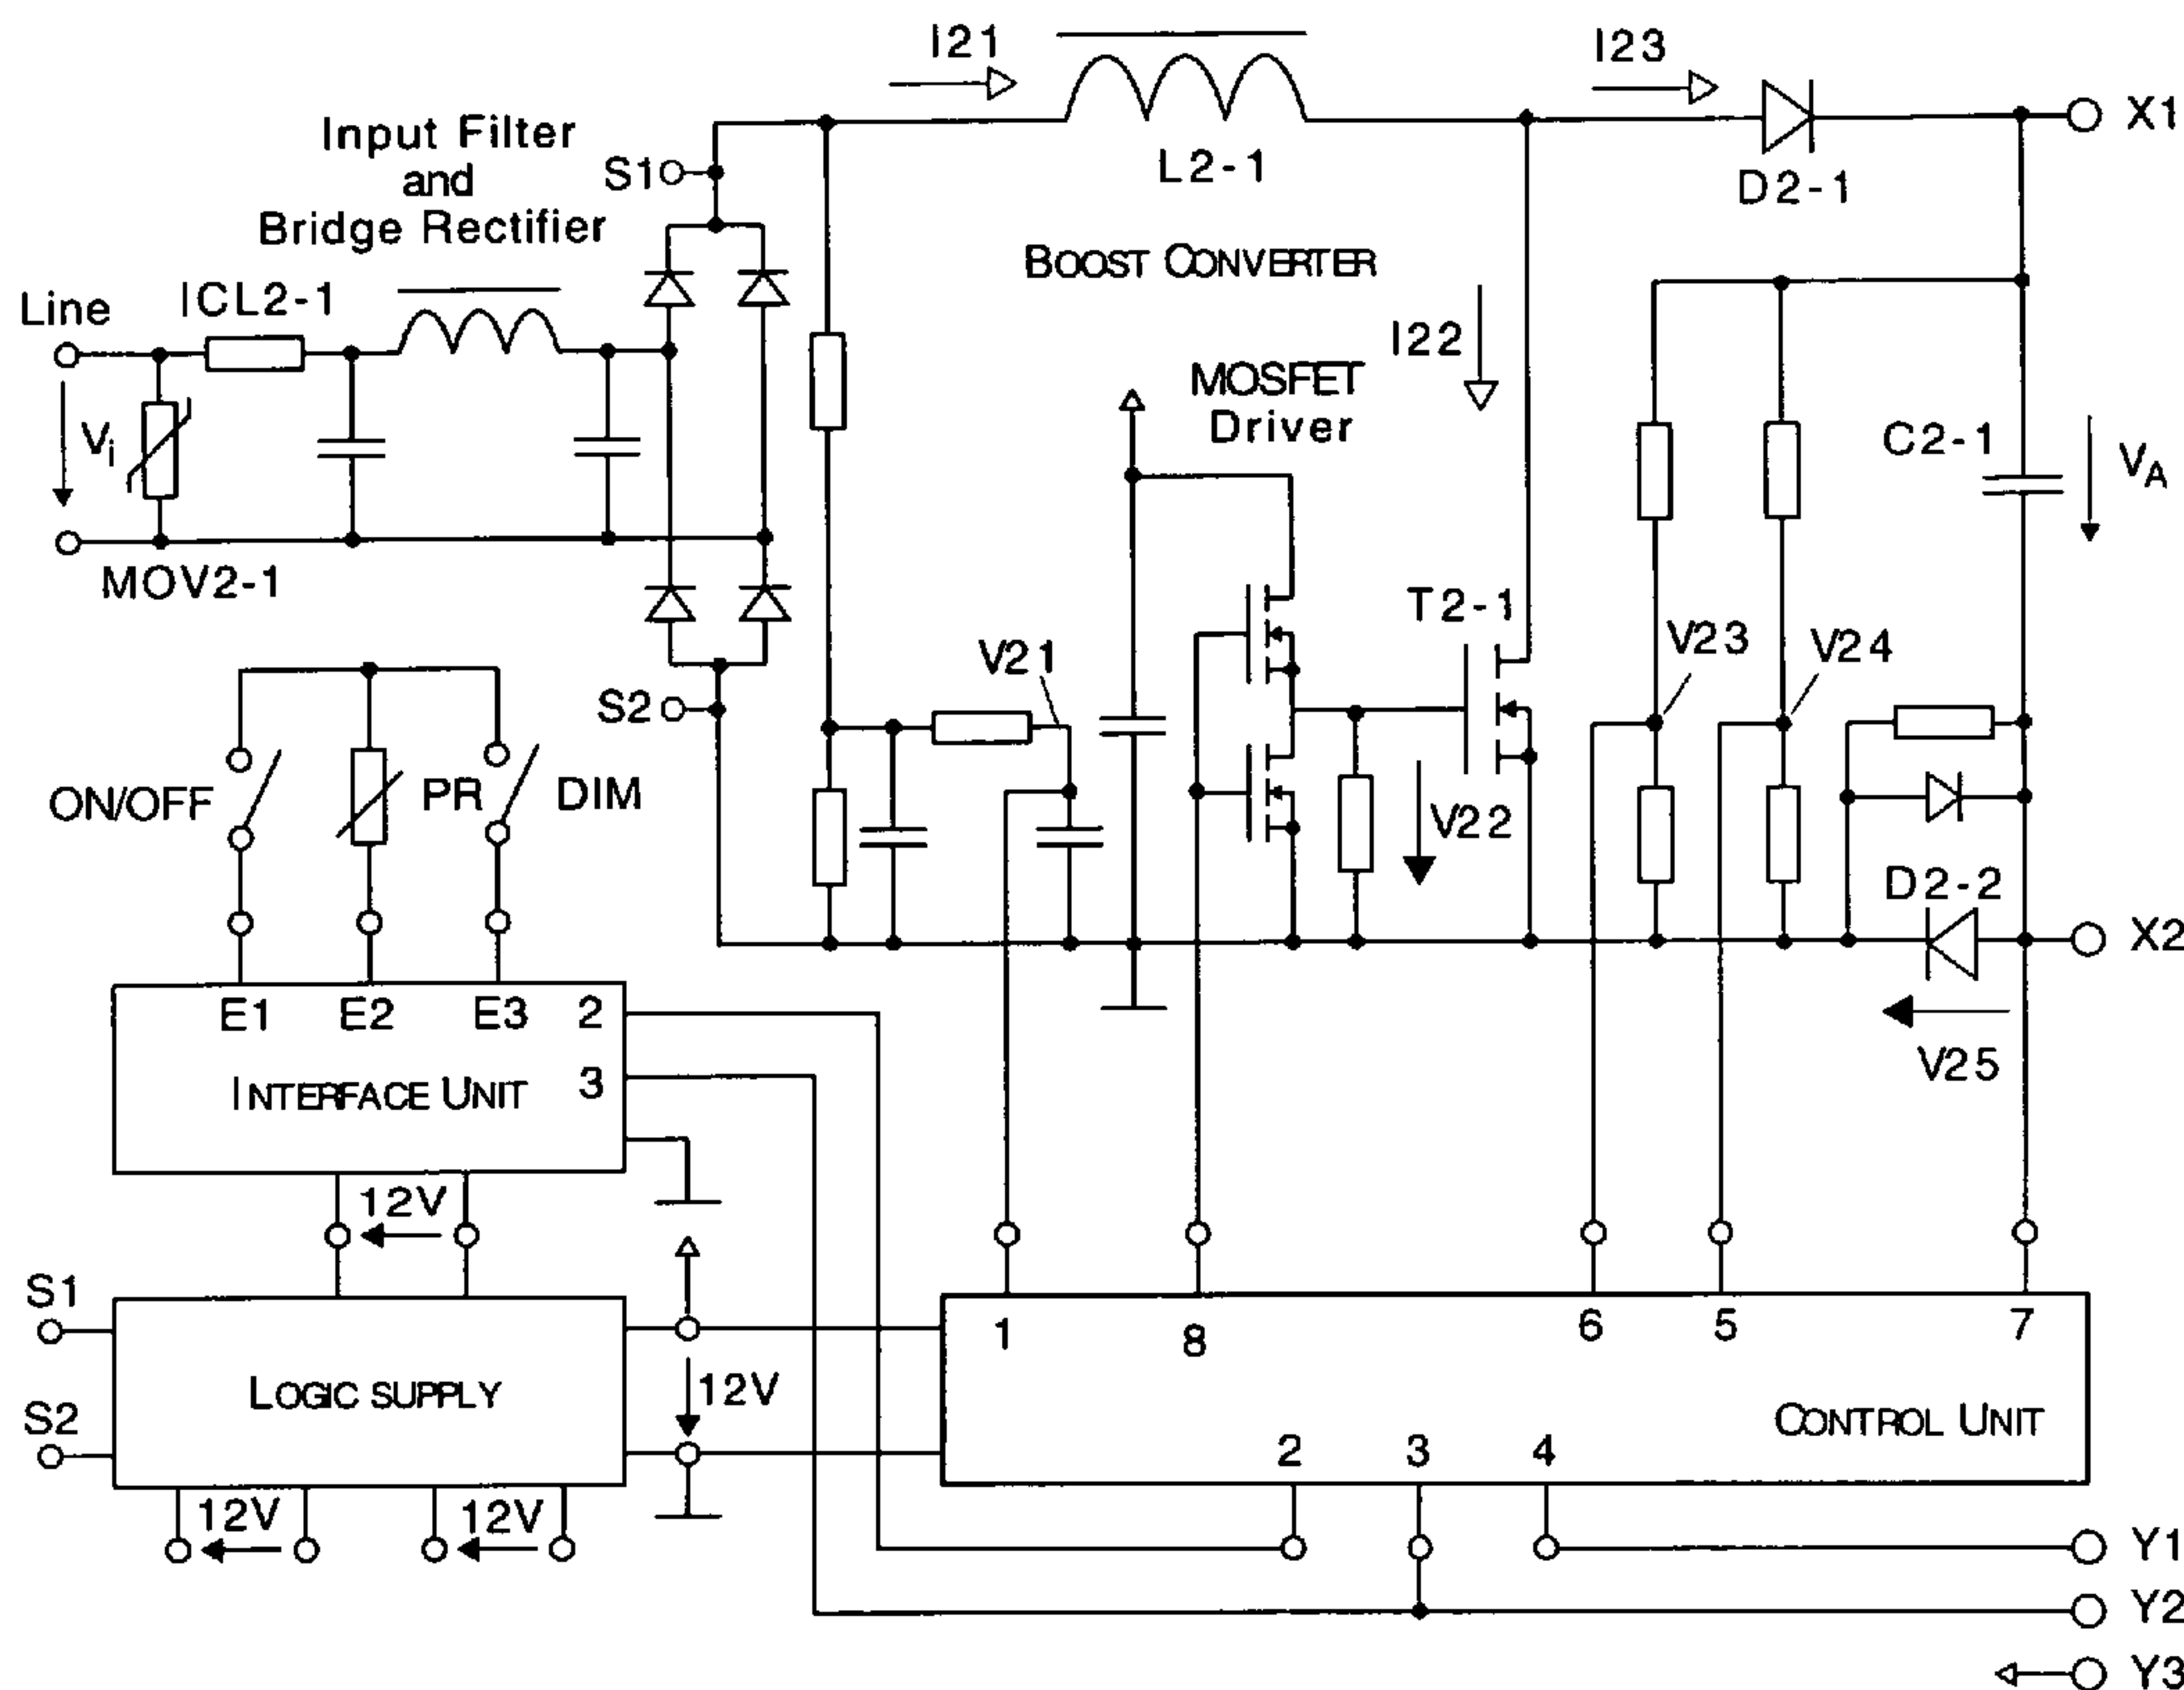 I21
I23
X1
Input Filter
and
Bridge Rectifier
S1
L2-1
D2-1
BOOST CONVERTER
Line
ICL2-1
I22
MOSFET
Driver
Vi
C2-1
VA
MOV2-1
T2-1
V23
V24
V21
S2
ON/OFF
PR
DIM
V22
D2-2
X2
V25
E1
E2
E3
2
3
INTERFACE UNIT
12V
S1
1
8
6
5
7
LOGIC SUPPLY
12V
S2
CONTROL UNIT
2
3
4
12V
12V
Y1
Y2
Y3